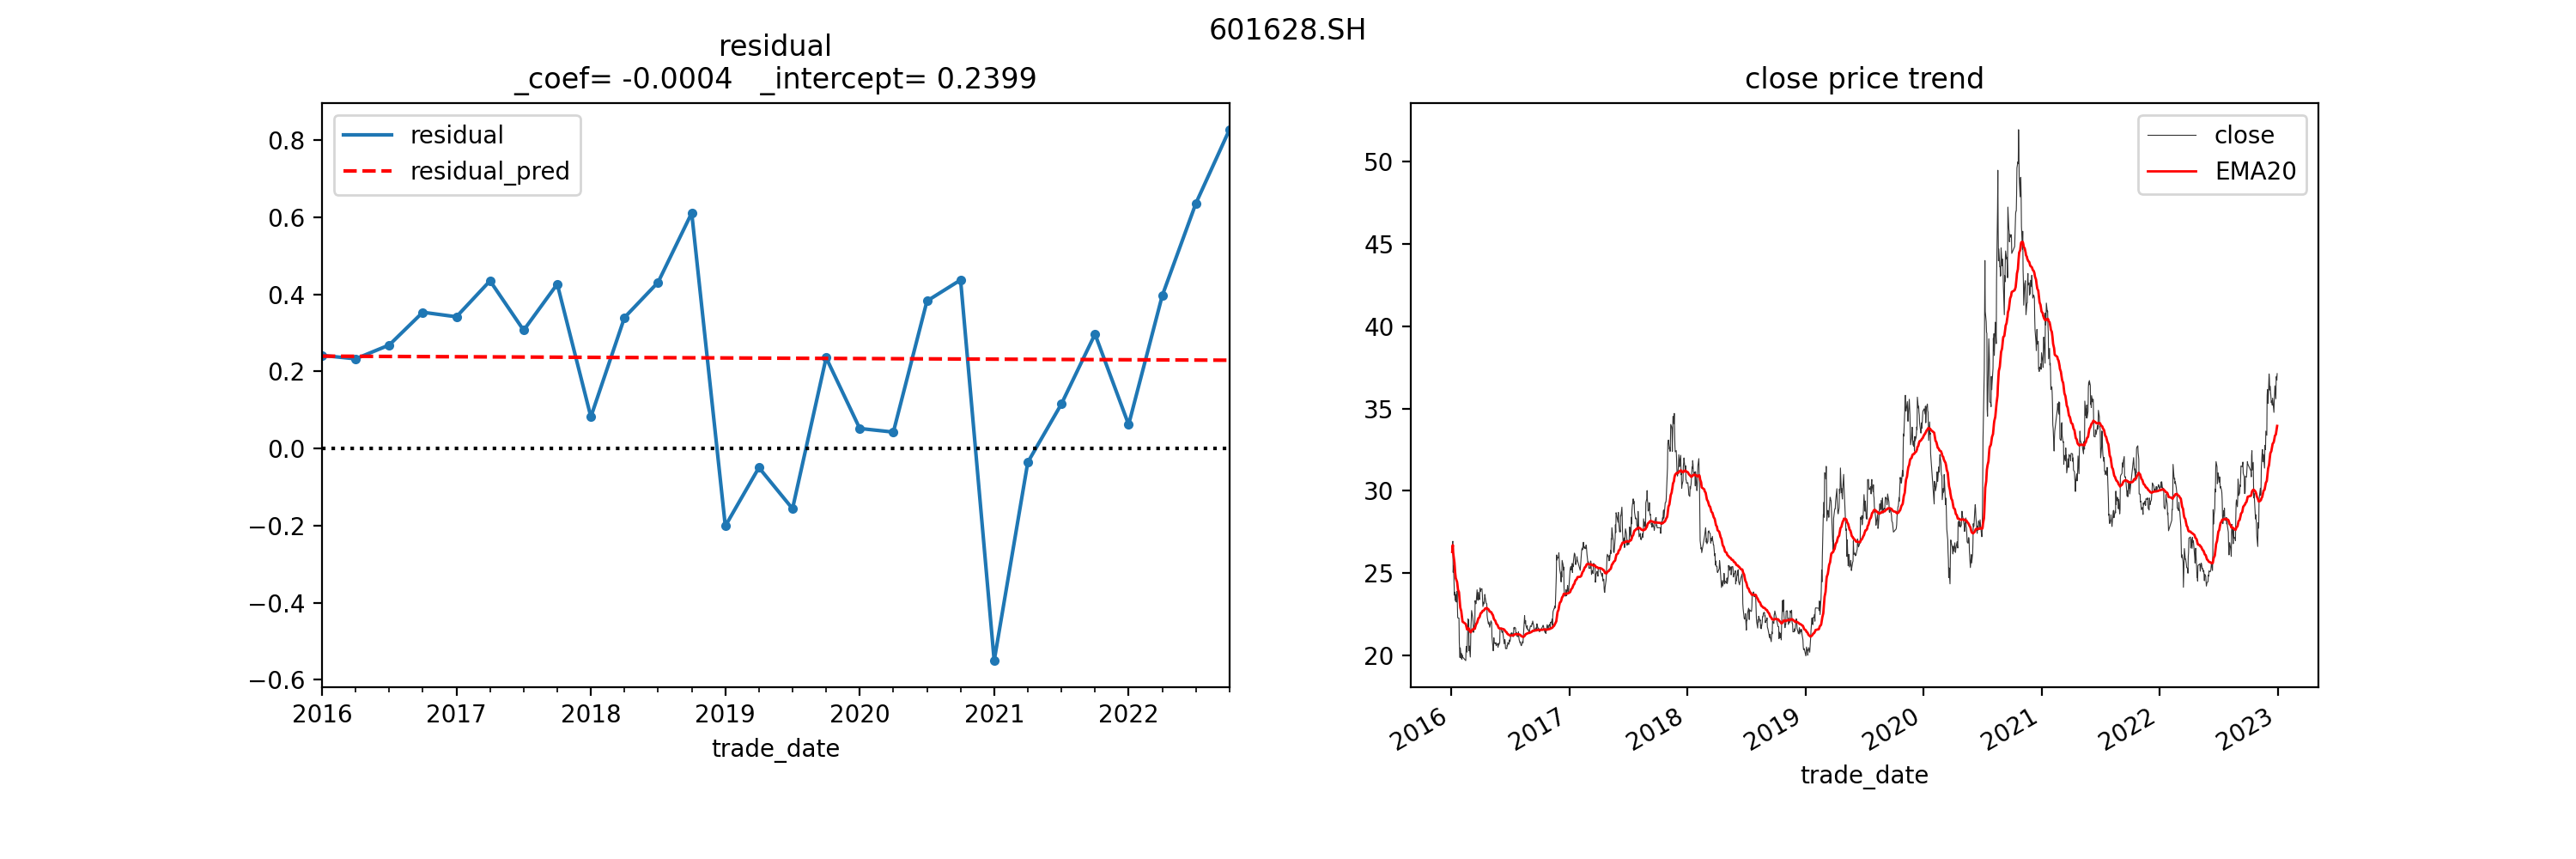 601628.SH
residual
_coef= -0.0004 _intercept= 0.2399
residual
residual_pred
0.8
0.6
0.4
0.2
0.0
−0.2
−0.4
−0.6
2016 2017 2018 2019 2020 2021 2022
trade_date
close price trend
close
EMA20
50
45
40
35
30
25
20
2016 2017 2018 2019 2020 2021 2022 2023
trade_date